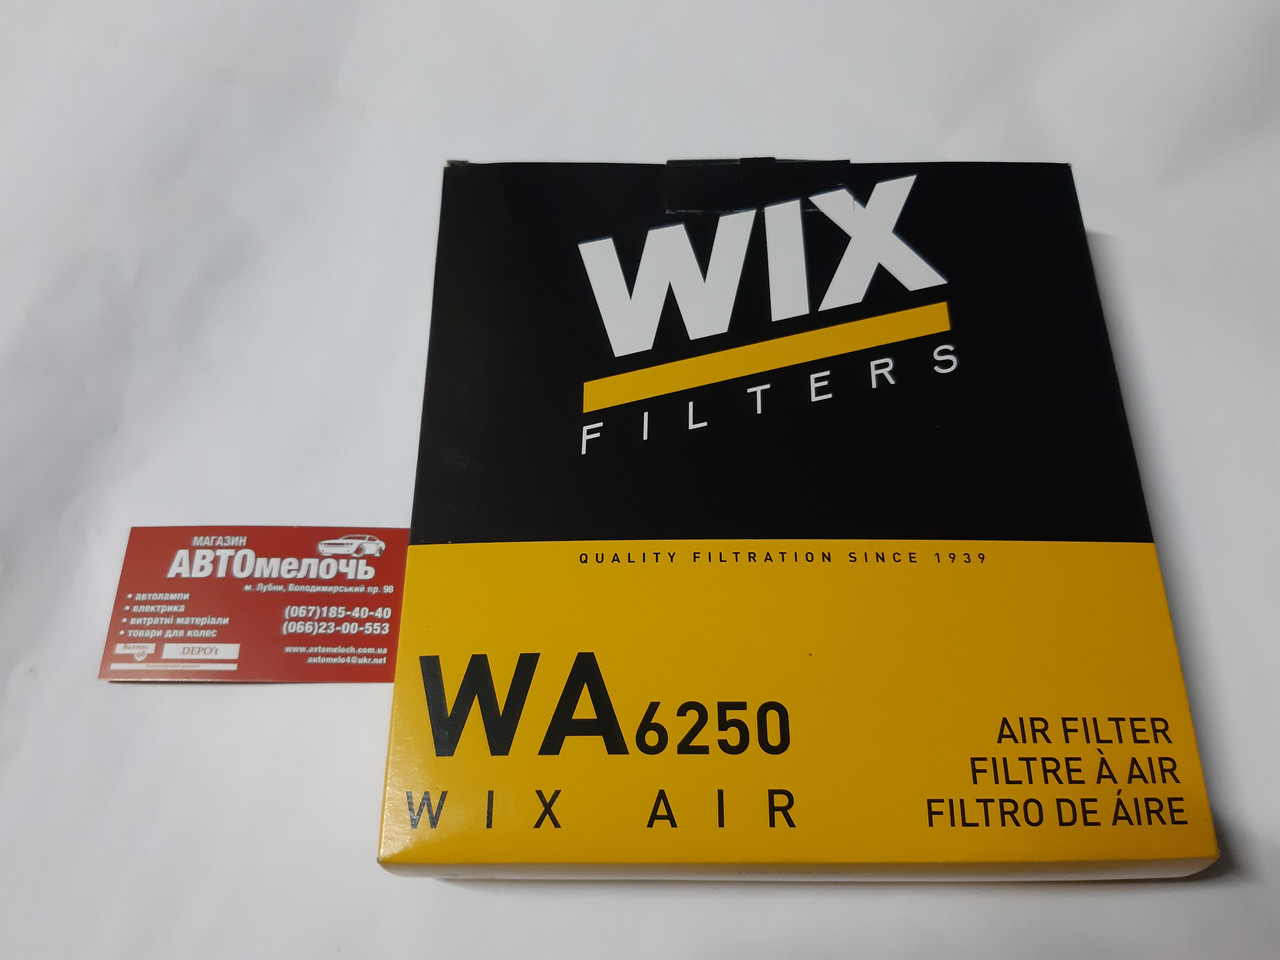 WIX
FILTERS
QUALITY FILTRATION SINCE 1939
WA6250
WIX AIR
AIR FILTER
FILTRE À AIR
FILTRO DE ÁIRE
МАГАЗИН
АВТОмелочь
м. Лубни, Володимирський пр. 98
• автолампи
• електрика
• витратні матеріали
• товари для колес
(067)185-40-40
(066)23-00-553
www.avtomeloch.com.ua
avtomelo4@ukr.net
DEPO't